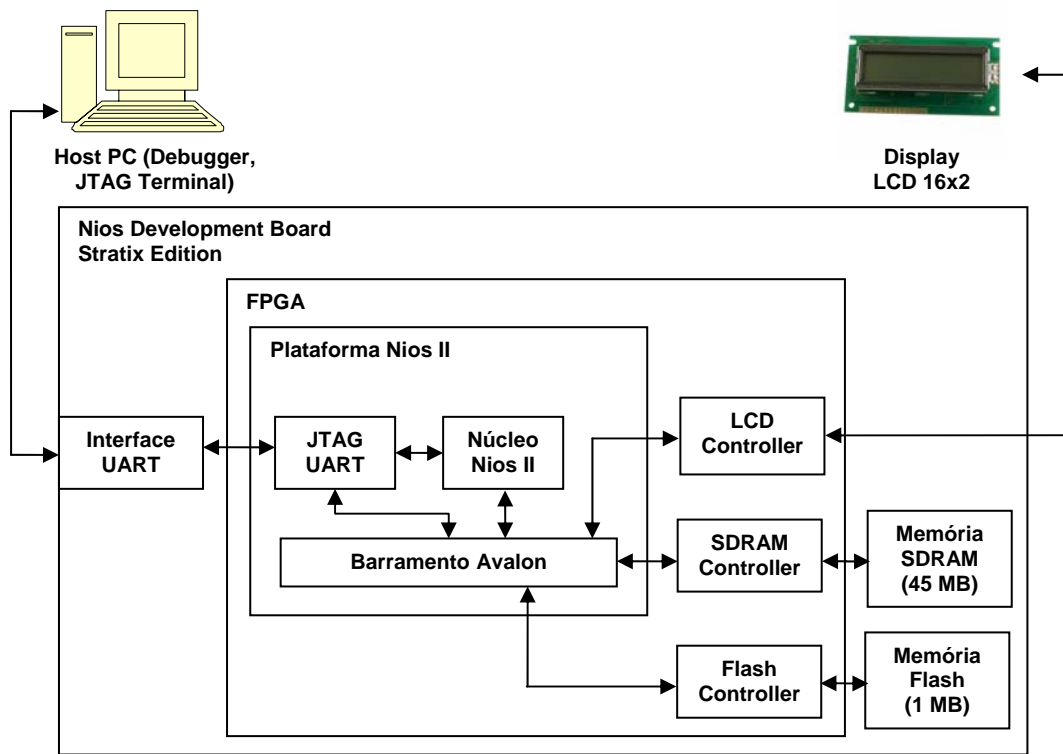 Host PC (Debugger,
JTAG Terminal)
Display
LCD 16x2
Nios Development Board
Stratix Edition
FPGA
Plataforma Nios II
Interface
UART
JTAG
UART
Núcleo
Nios II
LCD
Controller
Barramento Avalon
SDRAM
Controller
Memória
SDRAM
(45 MB)
Flash
Controller
Memória
Flash
(1 MB)